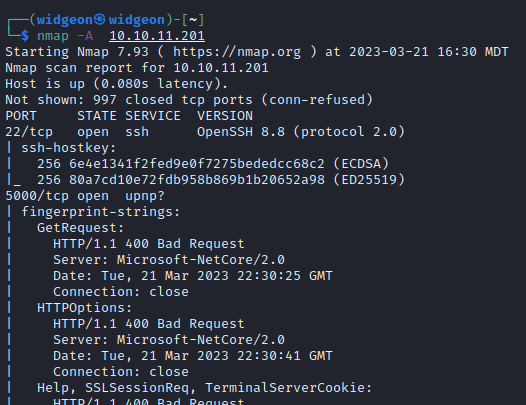 ┌──(widgeon㉿widgeon)-[~]
└─$ nmap -A  10.10.11.201
Starting Nmap 7.93 ( https://nmap.org ) at 2023-03-21 16:30 MDT
Nmap scan report for 10.10.11.201
Host is up (0.080s latency).
Not shown: 997 closed tcp ports (conn-refused)
PORT     STATE SERVICE VERSION
22/tcp   open  ssh     OpenSSH 8.8 (protocol 2.0)
| ssh-hostkey:
|   256 6e4e1341f2fed9e0f7275bededcc68c2 (ECDSA)
|_  256 80a7cd10e72fdb958b869b1b20652a98 (ED25519)
5000/tcp open  upnp?
| fingerprint-strings:
|   GetRequest:
|     HTTP/1.1 400 Bad Request
|     Server: Microsoft-NetCore/2.0
|     Date: Tue, 21 Mar 2023 22:30:25 GMT
|     Connection: close
|   HTTPOptions:
|     HTTP/1.1 400 Bad Request
|     Server: Microsoft-NetCore/2.0
|     Date: Tue, 21 Mar 2023 22:30:41 GMT
|     Connection: close
|   Help, SSLSessionReq, TerminalServerCookie:
|     HTTP/1.1 400 Bad Request